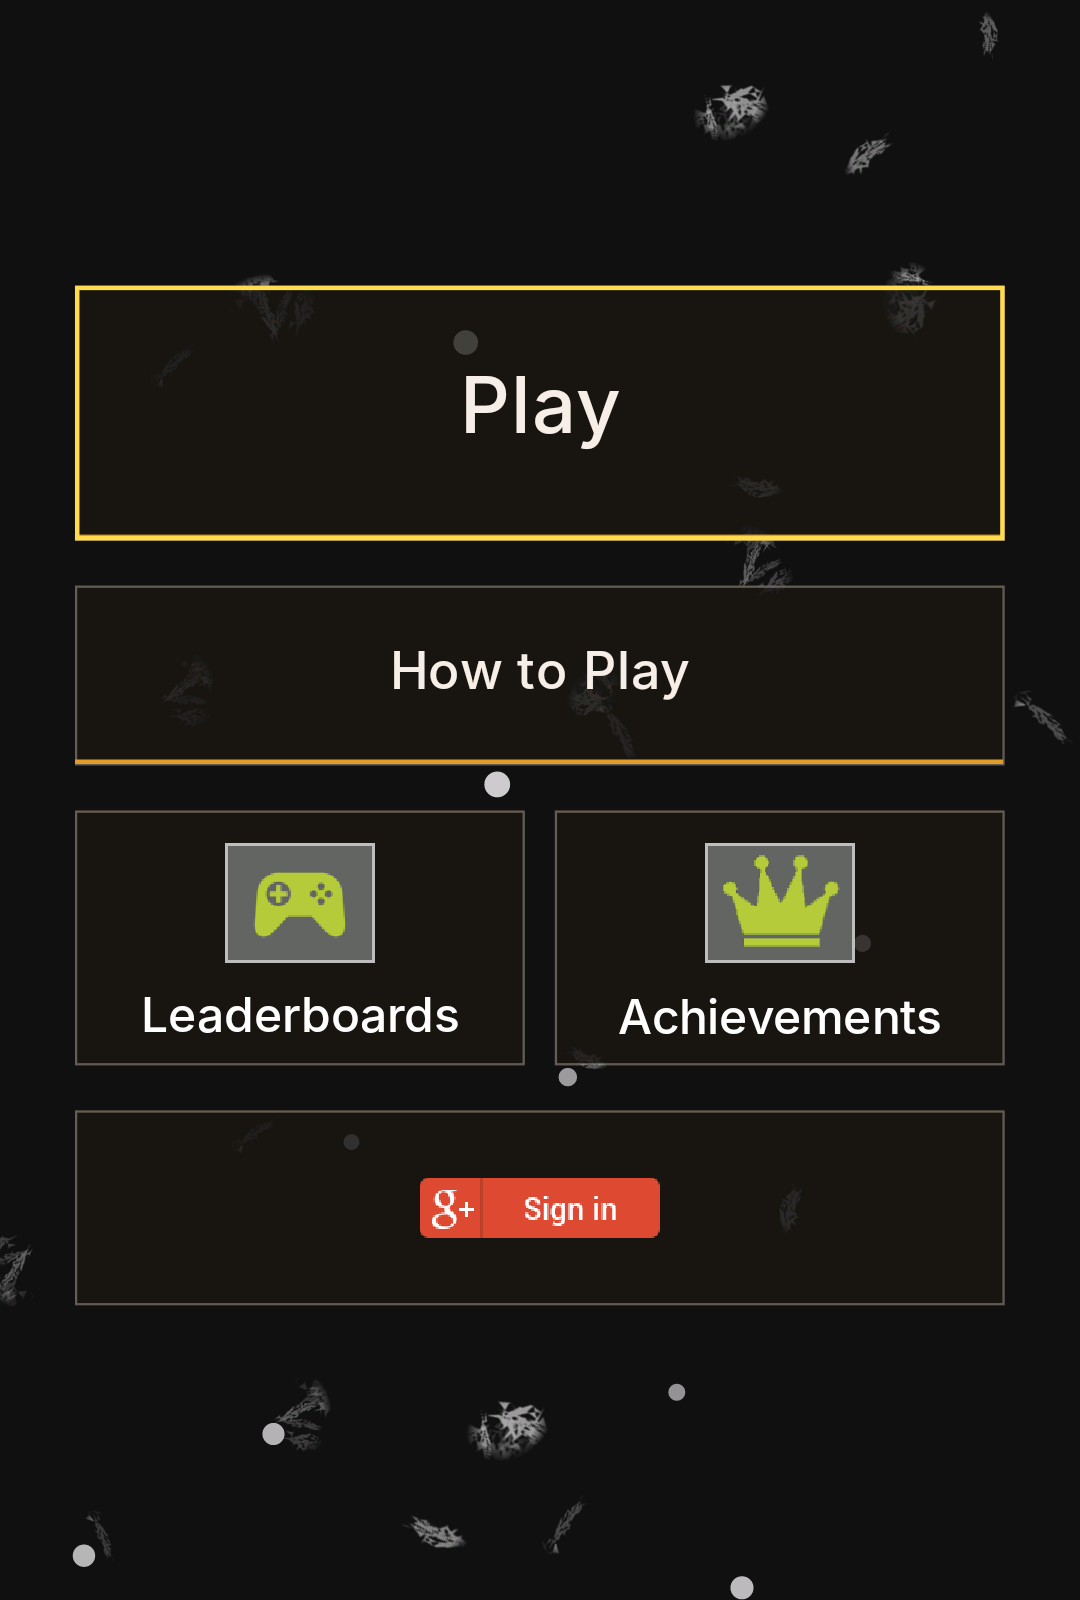 Play
How to Play
Leaderboards
Achievements
g+ Sign in